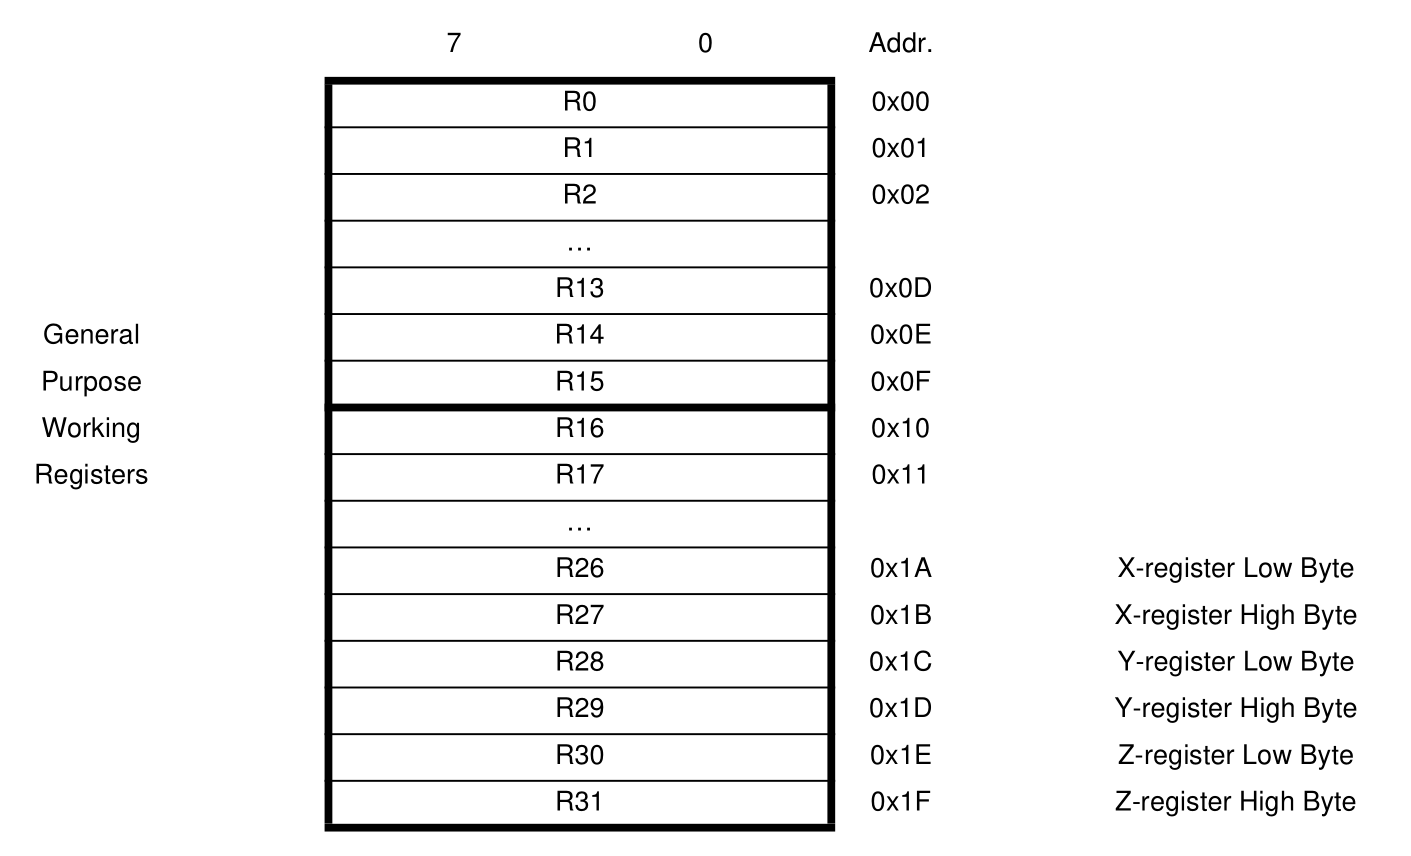 7 0 Addr.
R0 0x00
R1 0x01
R2 0x02
...
R13 0x0D
General R14 0x0E
Purpose R15 0x0F
Working R16 0x10
Registers R17 0x11
...
R26 0x1A X-register Low Byte
R27 0x1B X-register High Byte
R28 0x1C Y-register Low Byte
R29 0x1D Y-register High Byte
R30 0x1E Z-register Low Byte
R31 0x1F Z-register High Byte